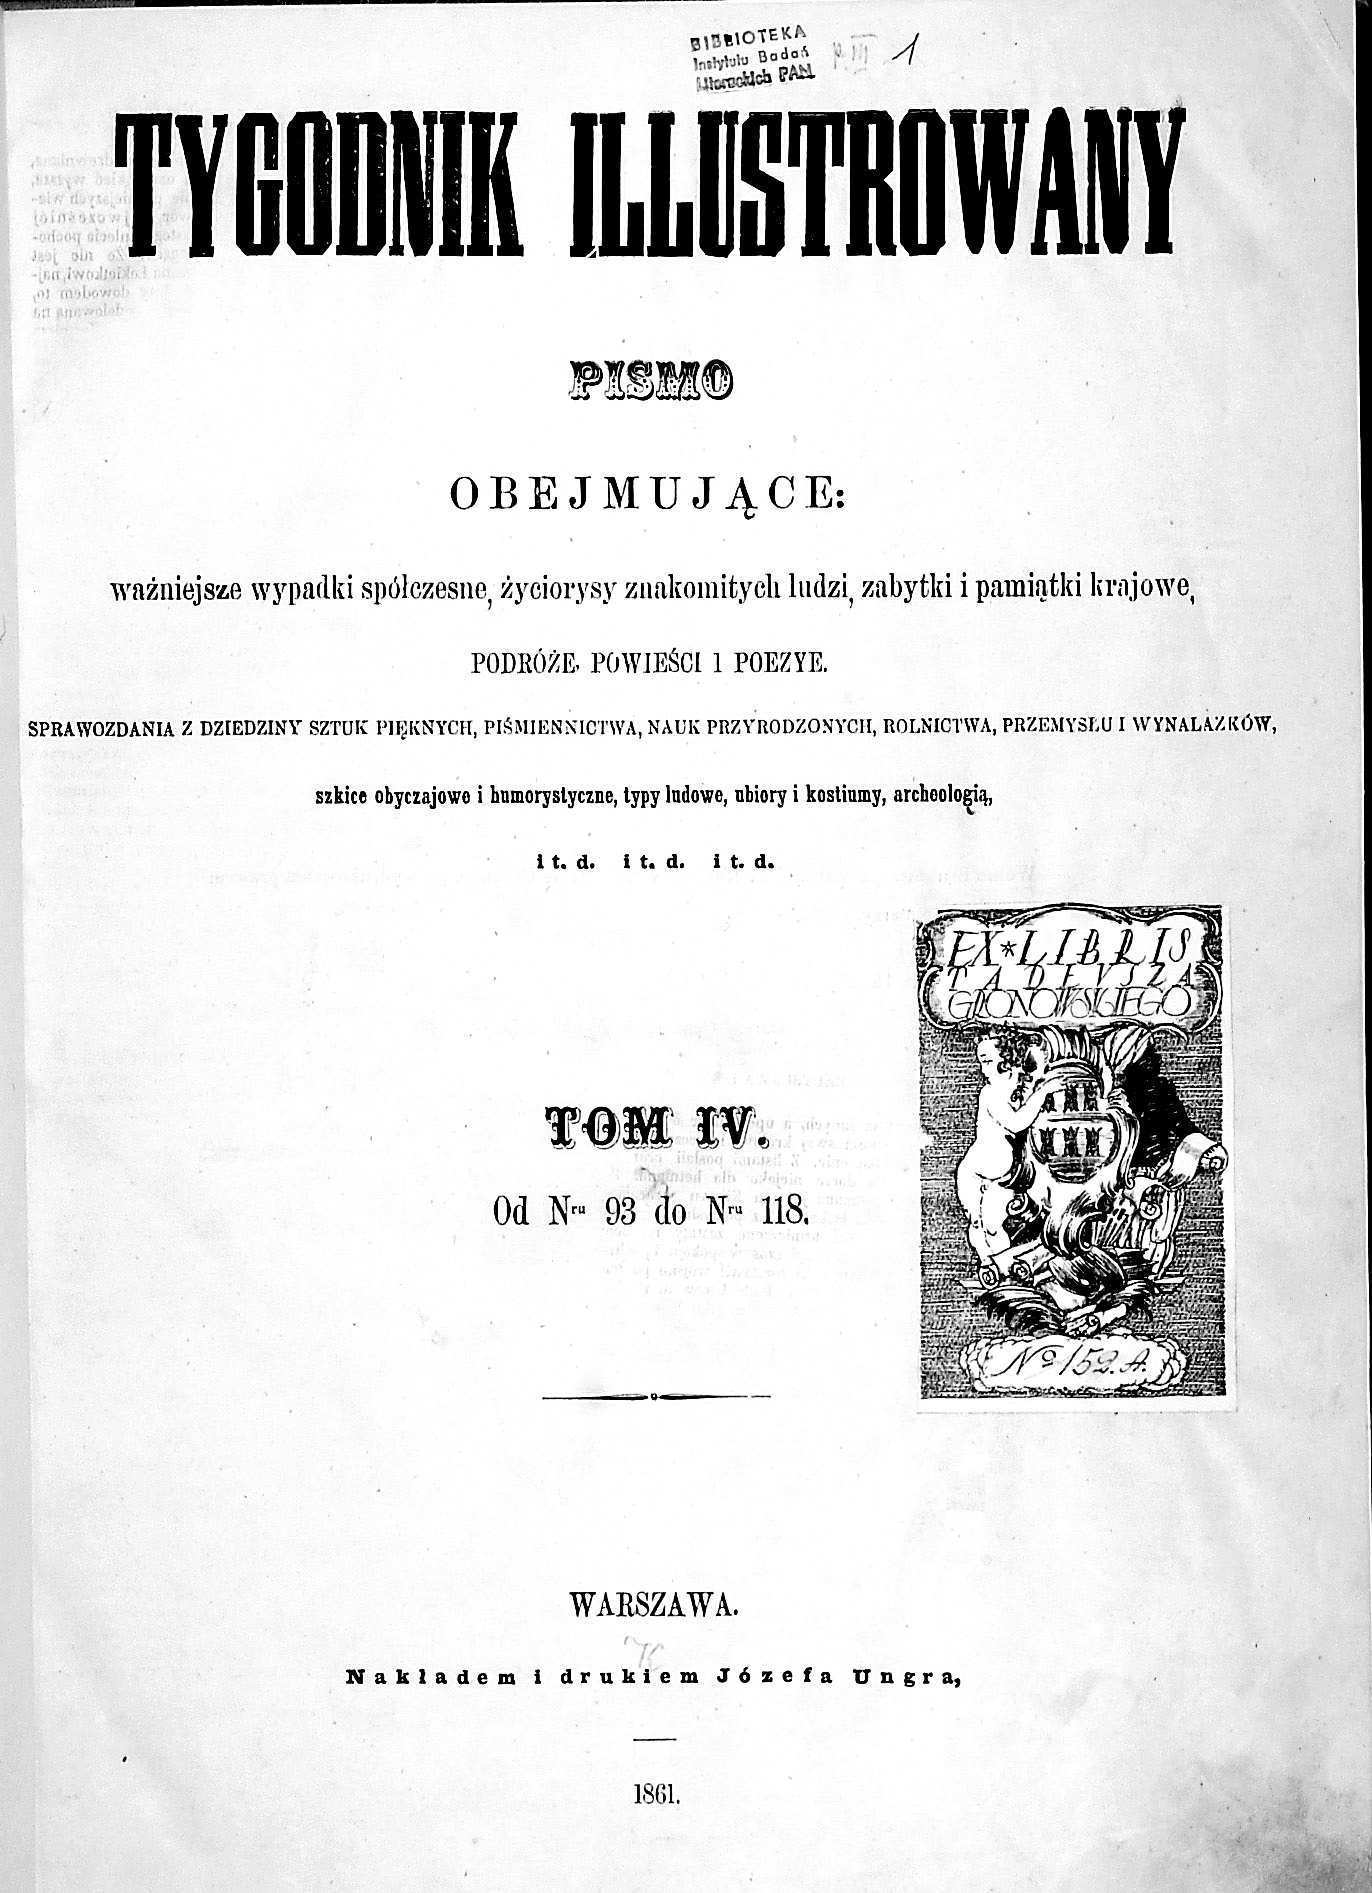 BIBLIOTEKA
Instytutu Badań
Literackich PAN
P. III 1
TYGODNIK ILLUSTROWANY
PISMO
OBEJMUJĄCE:
ważniejsze wypadki spółczesne, życiorysy znakomitych ludzi, zabytki i pamiątki krajowe,
PODRÓŻE, POWIEŚCI I POEZYE.
SPRAWOZDANIA Z DZIEDZINY SZTUK PIĘKNYCH, PIŚMIENNICTWA, NAUK PRZYRODZONYCH, ROLNICTWA, PRZEMYSŁU I WYNALAZKÓW,
szkice obyczajowe i humorystyczne, typy ludowe, ubiory i kostiumy, archeologią,
i t. d. i t. d. i t. d.
EX*LIBRIS
TADEVSZA
GRONOWSKIEGO
No 152.A.
TOM IV.
Od Nru 93 do Nru 118.
WARSZAWA.
Nakładem i drukiem Józefa Ungra,
1861.